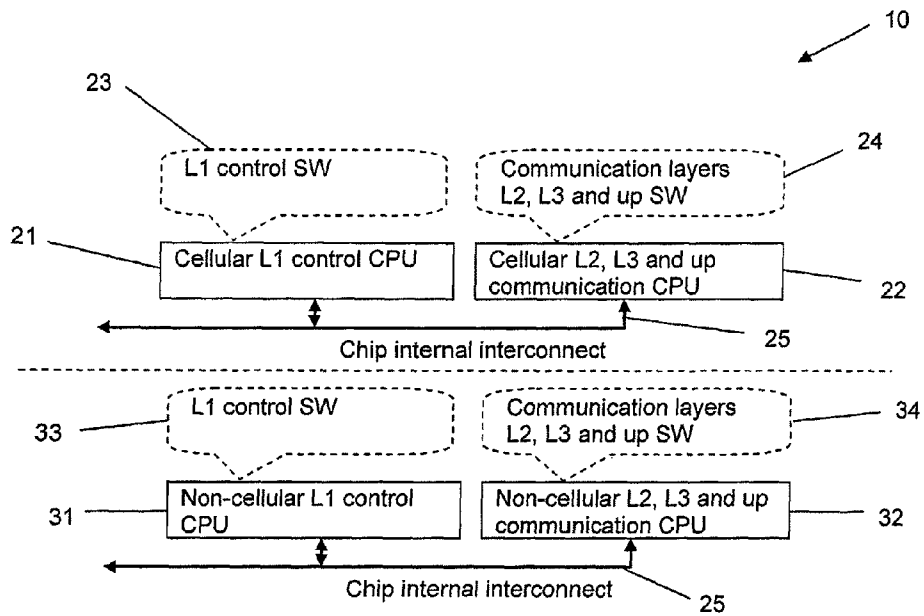 10
23
L1 control SW
Communication layers
L2, L3 and up SW
24
21
Cellular L1 control CPU
Cellular L2, L3 and up
communication CPU
22
Chip internal interconnect
25
33
L1 control SW
Communication layers
L2, L3 and up SW
34
31
Non-cellular L1 control
CPU
Non-cellular L2, L3 and up
communication CPU
32
Chip internal interconnect
25